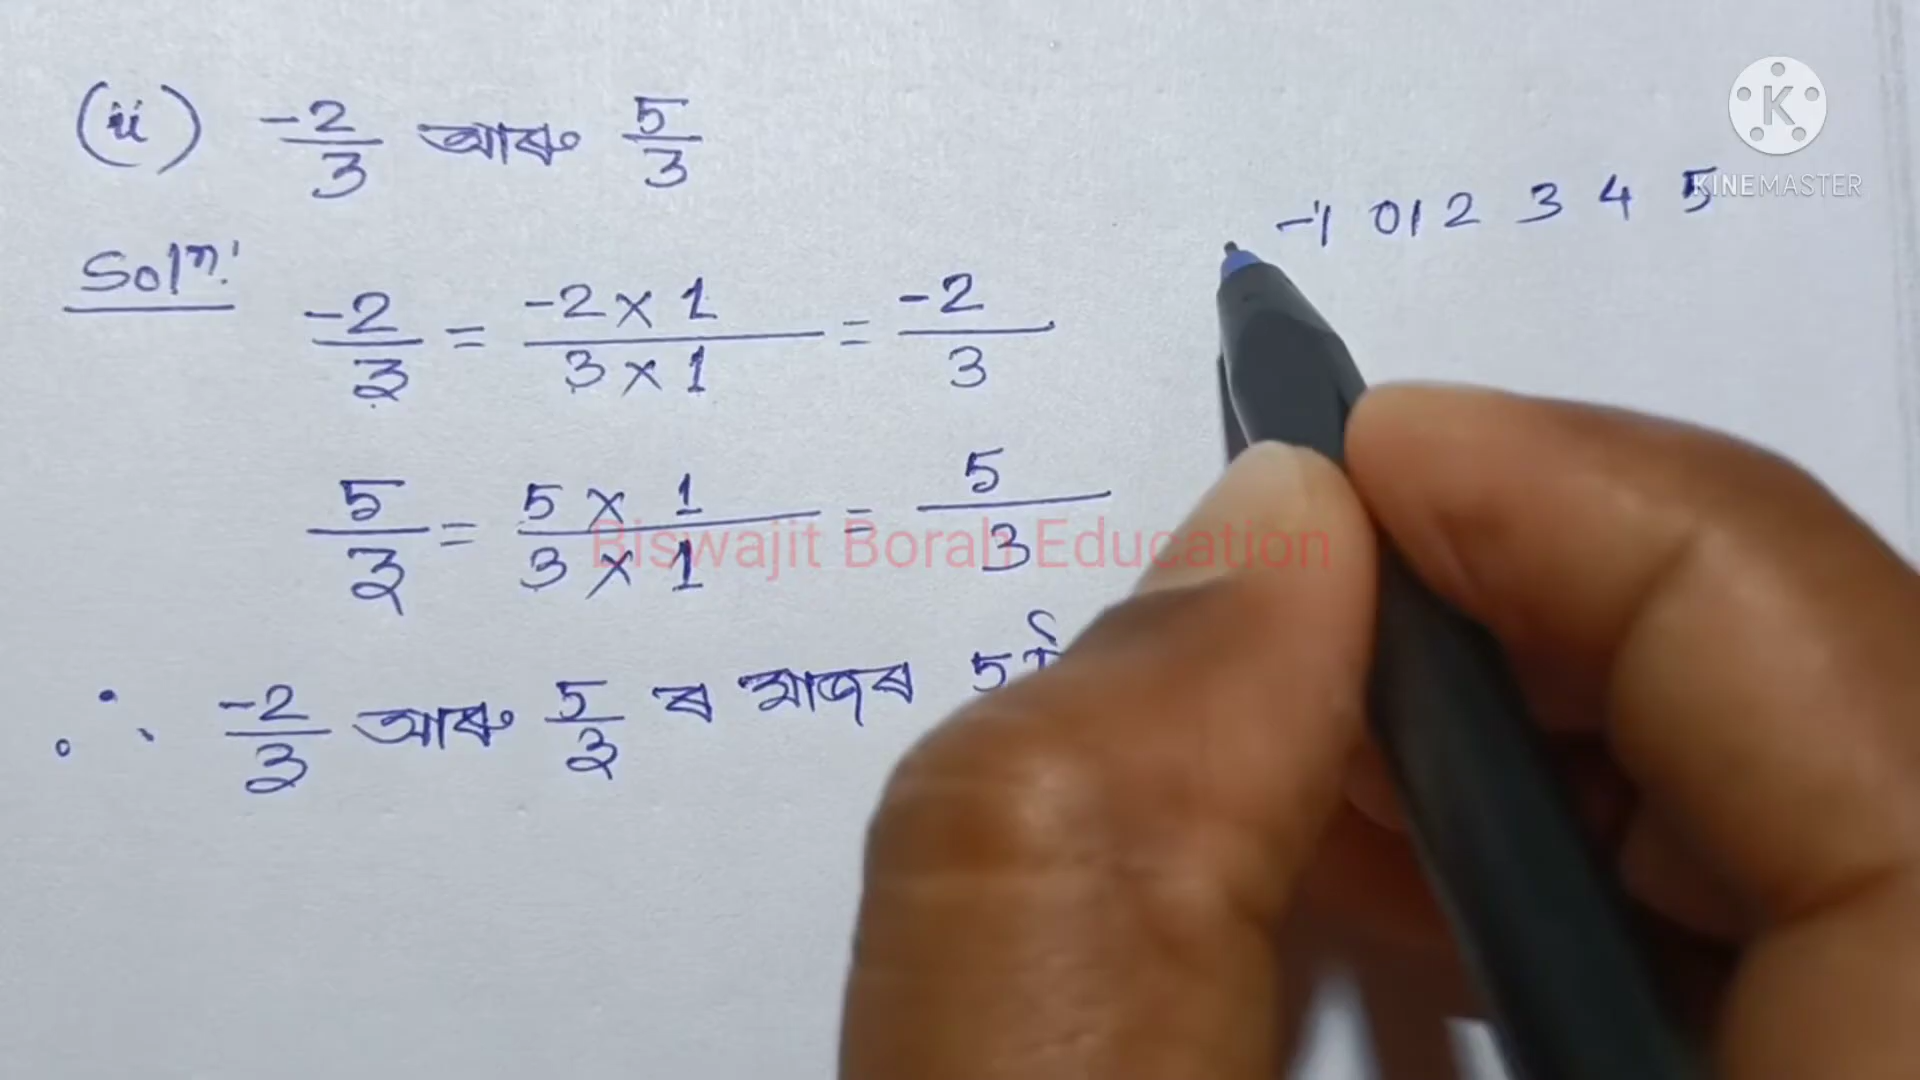 (ii) -2/3 আৰু 5/3
-1 0 1 2 3 4 5
KINEMASTER
Solⁿ:
-2/3 = -2 × 1 / 3 × 1 = -2/3
5/3 = 5 × 1 / 3 × 1 = 5/3
Biswajit Borah Education
∴ -2/3 আৰু 5/3 ৰ মাজৰ 5টি